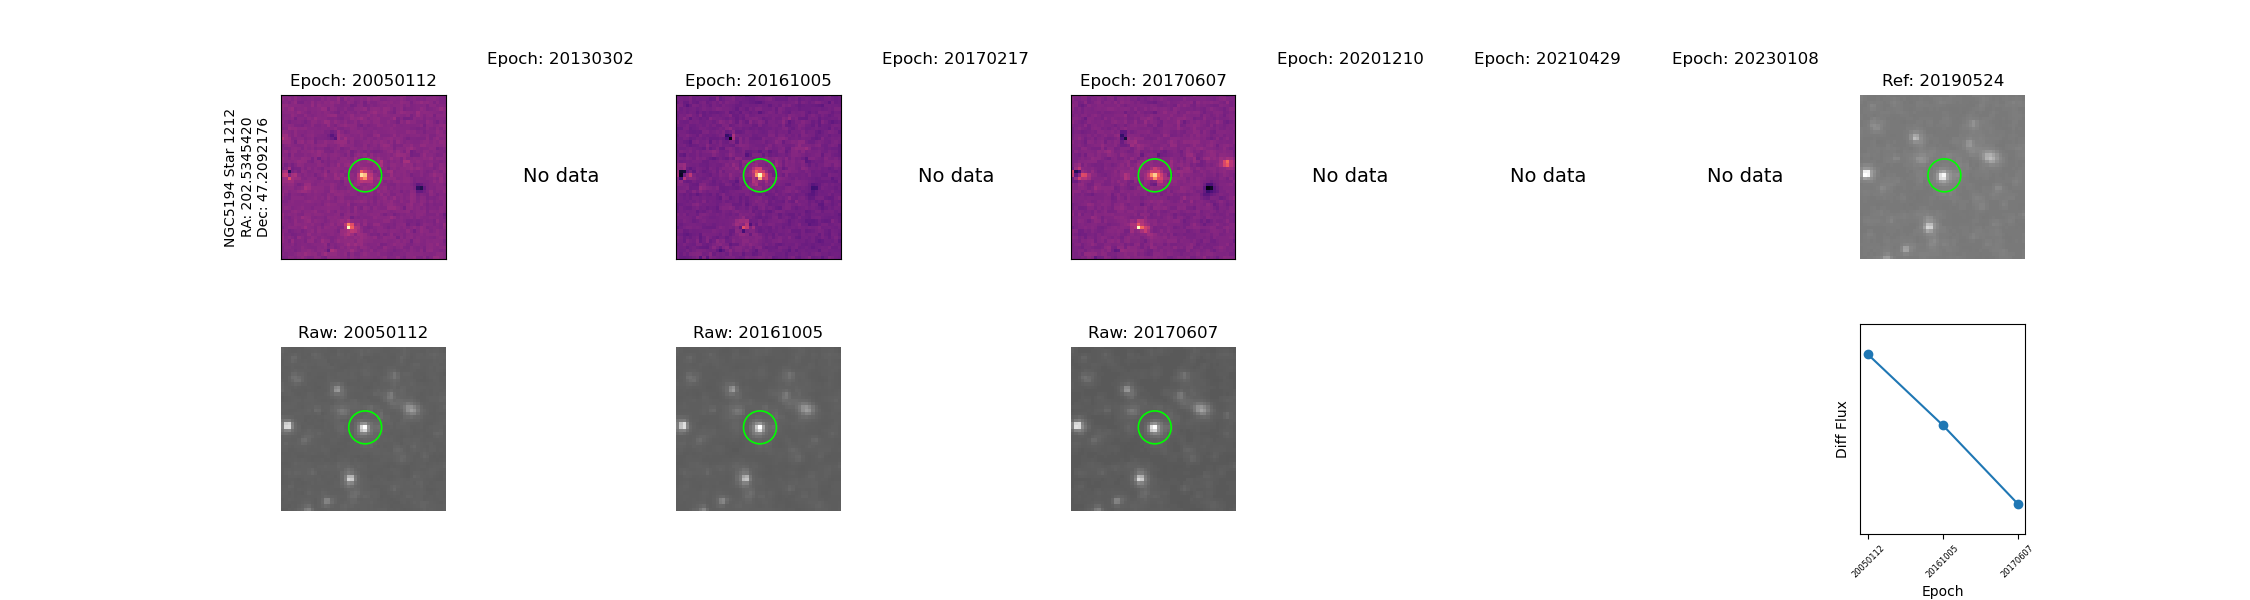 Epoch: 20050112
Epoch: 20130302
Epoch: 20161005
Epoch: 20170217
Epoch: 20170607
Epoch: 20201210
Epoch: 20210429
Epoch: 20230108
Ref: 20190524
NGC5194 Star 1212
RA: 202.5345420
Dec: 47.2092176
No data
No data
No data
No data
No data
Raw: 20050112
Raw: 20161005
Raw: 20170607
Diff Flux
20050112
20161005
20170607
Epoch